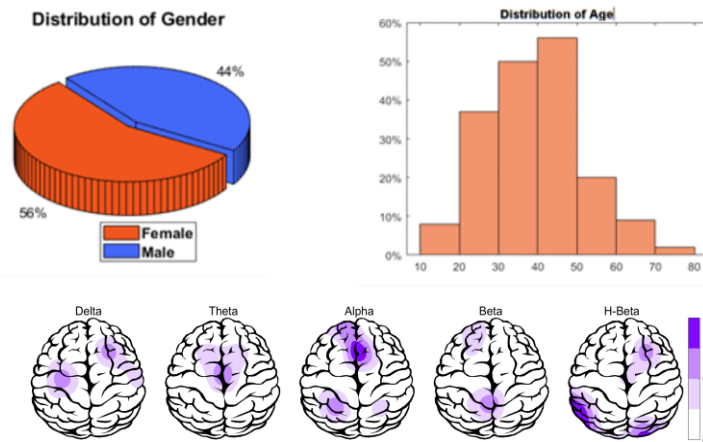 Distribution of Gender
44%
56%
Female
Male
Distribution of Age
60%
50%
40%
30%
20%
10%
0%
10 20 30 40 50 60 70 80
Delta Theta Alpha Beta H-Beta